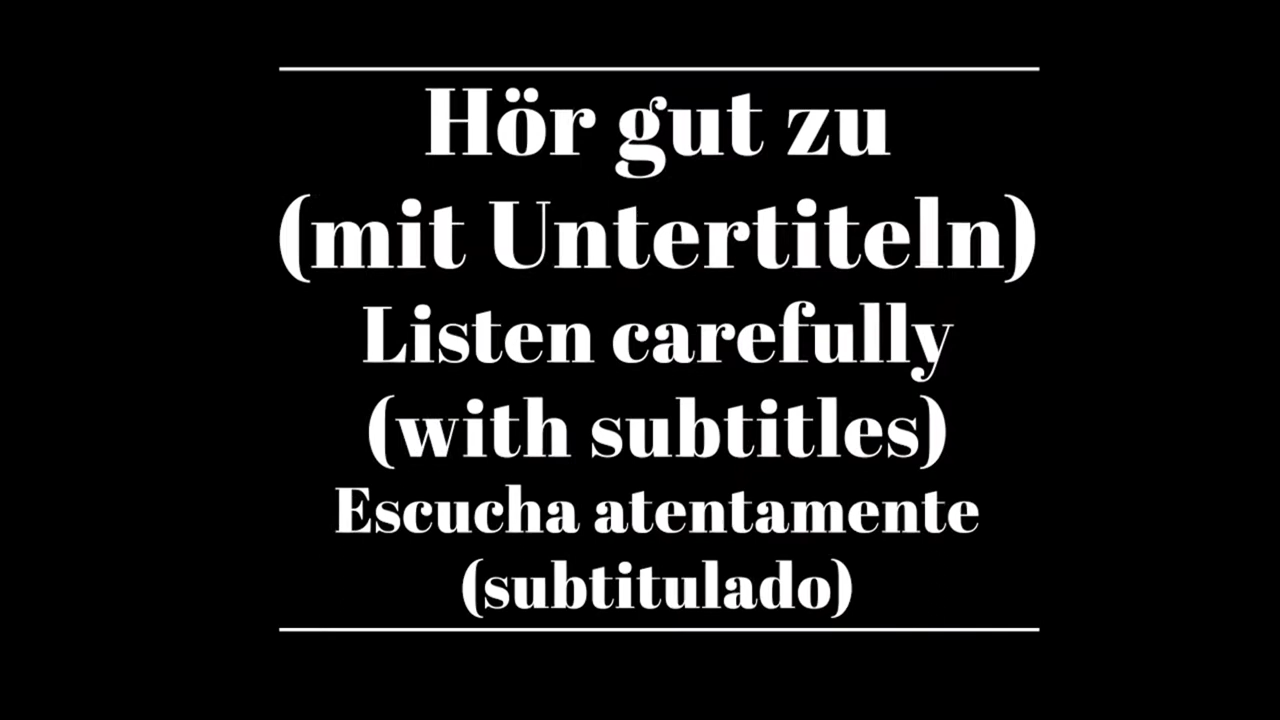 Hör gut zu
(mit Untertiteln)
Listen carefully
(with subtitles)
Escucha atentamente
(subtitulado)